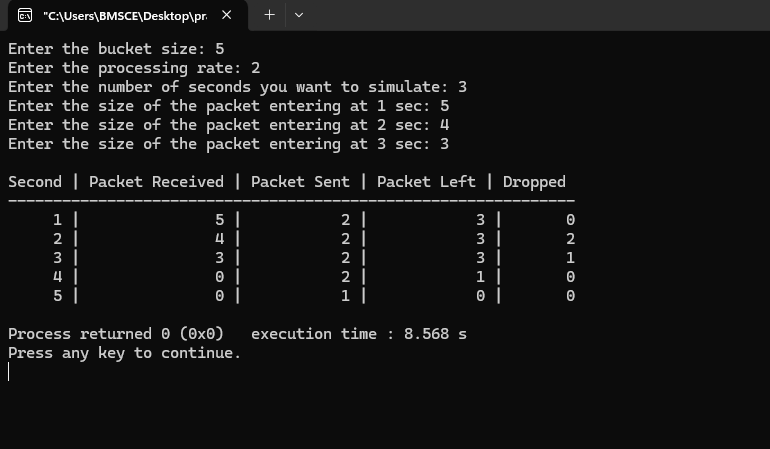 "C:\Users\BMSCE\Desktop\pr
Enter the bucket size: 5
Enter the processing rate: 2
Enter the number of seconds you want to simulate: 3
Enter the size of the packet entering at 1 sec: 5
Enter the size of the packet entering at 2 sec: 4
Enter the size of the packet entering at 3 sec: 3
Second | Packet Received | Packet Sent | Packet Left | Dropped
---------------------------------------------------------------
     1 |               5 |           2 |           3 |       0
     2 |               4 |           2 |           3 |       2
     3 |               3 |           2 |           3 |       1
     4 |               0 |           2 |           1 |       0
     5 |               0 |           1 |           0 |       0
Process returned 0 (0x0)   execution time : 8.568 s
Press any key to continue.